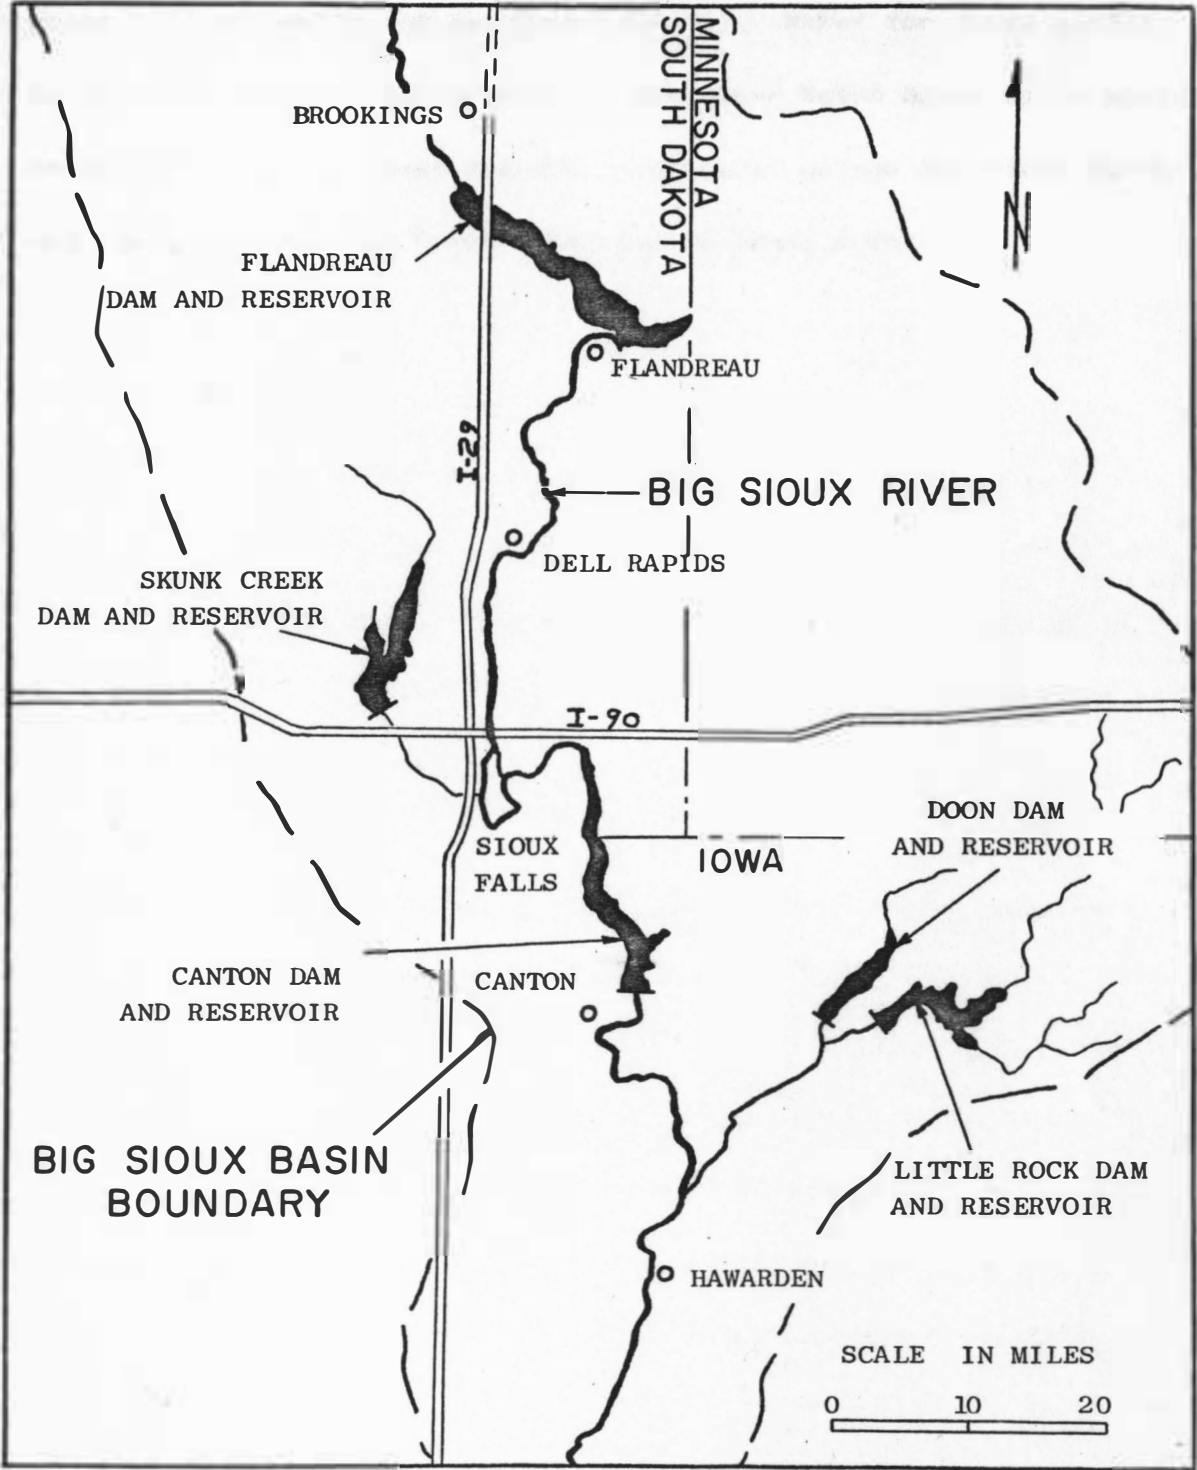 MINNESOTA
SOUTH DAKOTA
BROOKINGS
N
FLANDREAU
DAM AND RESERVOIR
FLANDREAU
I-29
BIG SIOUX RIVER
DELL RAPIDS
SKUNK CREEK
DAM AND RESERVOIR
I-90
DOON DAM
AND RESERVOIR
SIOUX
FALLS
IOWA
CANTON DAM
AND RESERVOIR
CANTON
BIG SIOUX BASIN
BOUNDARY
LITTLE ROCK DAM
AND RESERVOIR
HAWARDEN
SCALE IN MILES
0 10 20